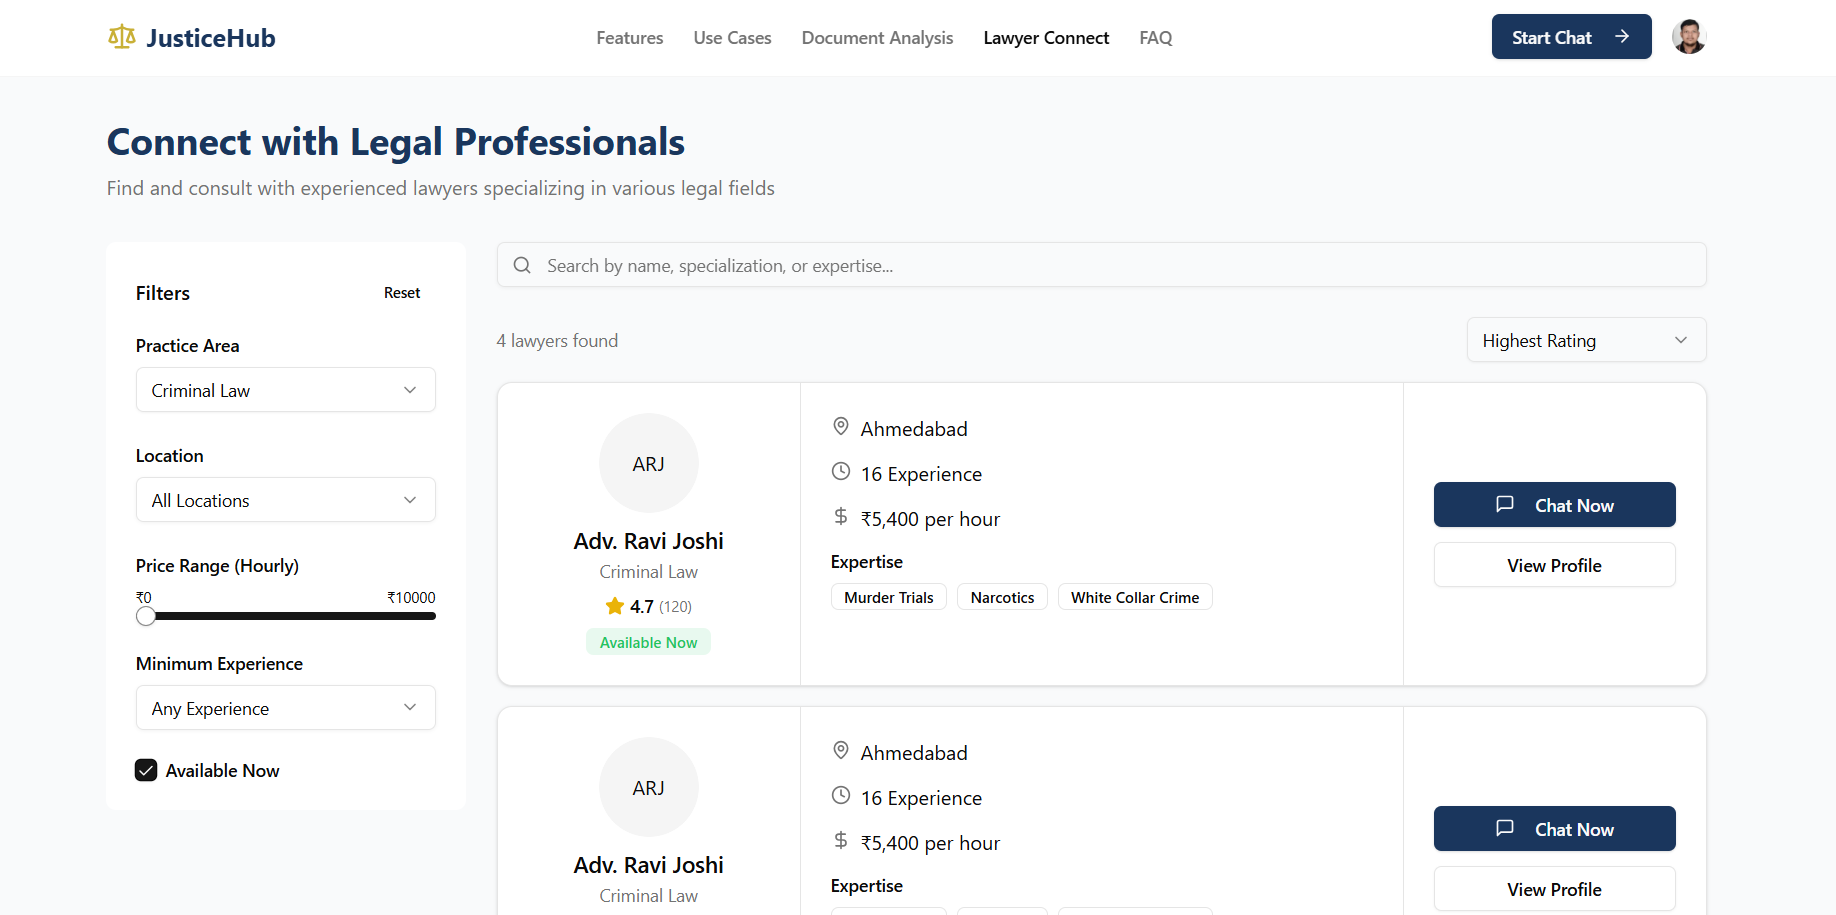 JusticeHub
Features
Use Cases
Document Analysis
Lawyer Connect
FAQ
Start Chat
Connect with Legal Professionals
Find and consult with experienced lawyers specializing in various legal fields
Filters
Reset
Practice Area
Criminal Law
Location
All Locations
Price Range (Hourly)
₹0
₹10000
Minimum Experience
Any Experience
Available Now
Search by name, specialization, or expertise...
4 lawyers found
Highest Rating
ARJ
Adv. Ravi Joshi
Criminal Law
4.7 (120)
Available Now
Ahmedabad
16 Experience
₹5,400 per hour
Expertise
Murder Trials
Narcotics
White Collar Crime
Chat Now
View Profile
ARJ
Adv. Ravi Joshi
Criminal Law
Ahmedabad
16 Experience
₹5,400 per hour
Expertise
Chat Now
View Profile